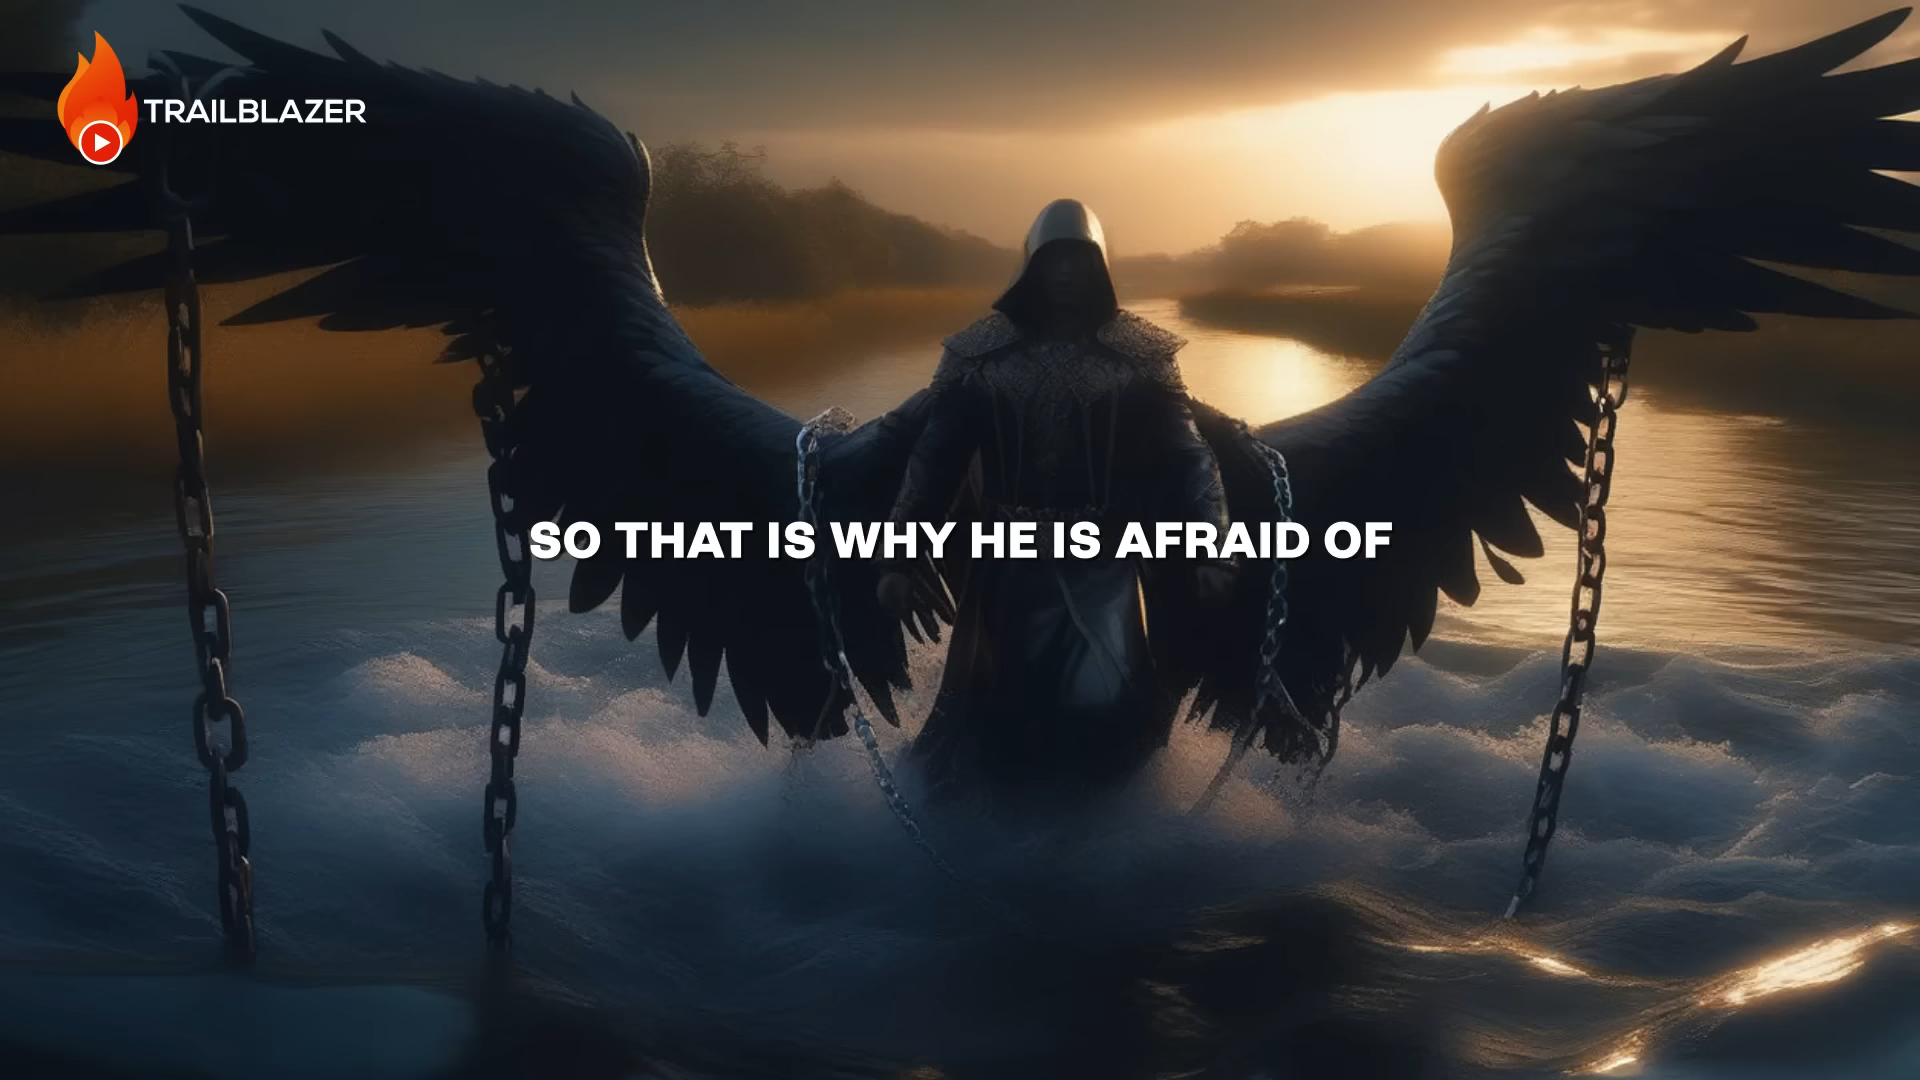 TRAILBLAZER
SO THAT IS WHY HE IS AFRAID OF